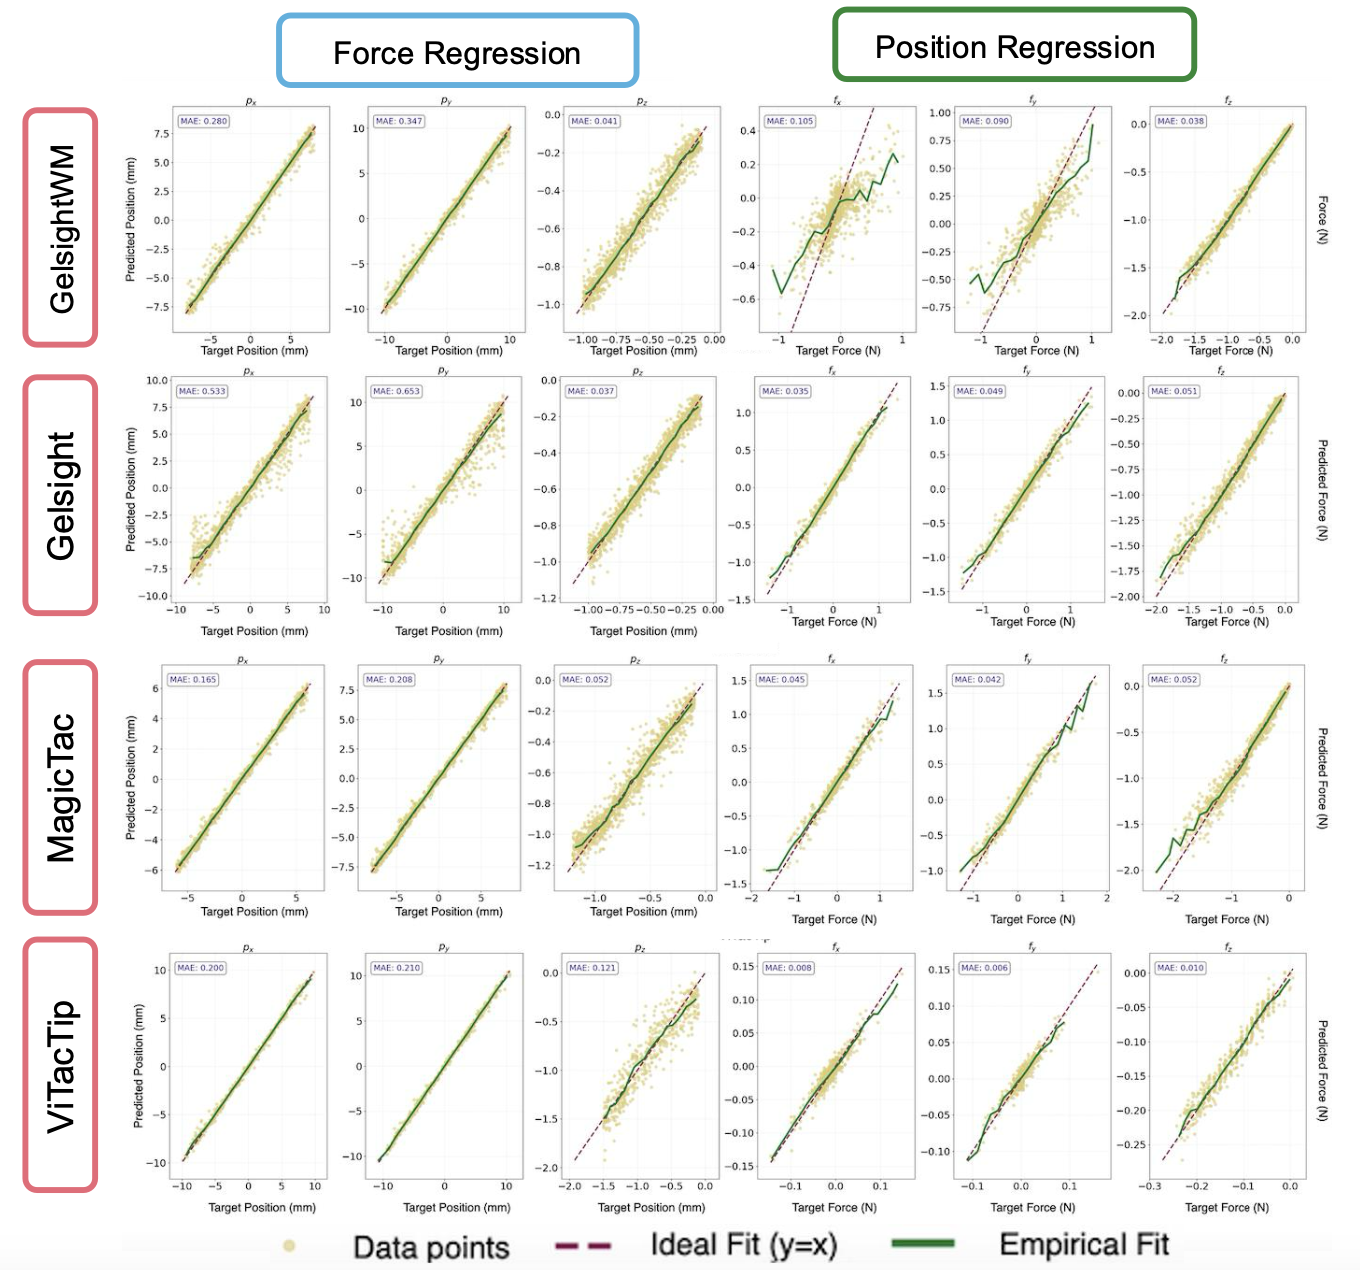 Force Regression
Position Regression
GelsightWM
p_x
p_y
p_z
f_x
f_y
f_z
MAE: 0.280
MAE: 0.347
MAE: 0.041
MAE: 0.105
MAE: 0.090
MAE: 0.038
Predicted Position (mm)
7.5
5.0
2.5
0.0
−2.5
−5.0
−7.5
−5
0
5
10
5
0
−5
−10
−10
0
10
0.0
−0.2
−0.4
−0.6
−0.8
−1.0
−1.00
−0.75
−0.50
−0.25
0.00
0.4
0.2
0.0
−0.2
−0.4
−0.6
−1
0
1
1.00
0.75
0.50
0.25
0.00
−0.25
−0.50
−0.75
−1
0
1
0.0
−0.5
−1.0
−1.5
−2.0
−2.0
−1.5
−1.0
−0.5
0.0
Force (N)
Target Position (mm)
Target Position (mm)
Target Position (mm)
Target Force (N)
Target Force (N)
Target Force (N)
Gelsight
p_x
p_y
p_z
f_x
f_y
f_z
MAE: 0.533
MAE: 0.653
MAE: 0.037
MAE: 0.035
MAE: 0.049
MAE: 0.051
Predicted Position (mm)
10.0
7.5
5.0
2.5
0.0
−2.5
−5.0
−7.5
−10.0
−10
−5
0
5
10
10
5
0
−5
−10
−10
0
10
0.0
−0.2
−0.4
−0.6
−0.8
−1.0
−1.2
−1.00
−0.75
−0.50
−0.25
0.00
1.0
0.5
0.0
−0.5
−1.0
−1.5
−1
0
1
1.5
1.0
0.5
0.0
−0.5
−1.0
−1.5
−1
0
1
0.00
−0.25
−0.50
−0.75
−1.00
−1.25
−1.50
−1.75
−2.00
−2.0
−1.5
−1.0
−0.5
0.0
Predicted Force (N)
Target Position (mm)
Target Position (mm)
Target Position (mm)
Target Force (N)
Target Force (N)
Target Force (N)
MagicTac
p_x
p_y
p_z
f_x
f_y
f_z
MAE: 0.165
MAE: 0.208
MAE: 0.052
MAE: 0.045
MAE: 0.042
MAE: 0.052
Predicted Position (mm)
6
4
2
0
−2
−4
−6
−5
0
5
7.5
5.0
2.5
0.0
−2.5
−5.0
−7.5
−5
0
5
0.0
−0.2
−0.4
−0.6
−0.8
−1.0
−1.2
−1.0
−0.5
0.0
1.5
1.0
0.5
0.0
−0.5
−1.0
−1.5
−2
−1
0
1
1.5
1.0
0.5
0.0
−0.5
−1.0
−1
0
1
2
0.0
−0.5
−1.0
−1.5
−2.0
−2
−1
0
Predicted Force (N)
Target Position (mm)
Target Position (mm)
Target Position (mm)
Target Force (N)
Target Force (N)
Target Force (N)
ViTacTip
p_x
p_y
p_z
f_x
f_y
f_z
MAE: 0.200
MAE: 0.210
MAE: 0.121
MAE: 0.008
MAE: 0.006
MAE: 0.010
Predicted Position (mm)
10
5
0
−5
−10
−10
−5
0
5
10
10
5
0
−5
−10
−10
0
10
0.0
−0.5
−1.0
−1.5
−2.0
−2.0
−1.5
−1.0
−0.5
0.0
0.15
0.10
0.05
0.00
−0.05
−0.10
−0.15
−0.1
0.0
0.1
0.15
0.10
0.05
0.00
−0.05
−0.10
−0.1
0.0
0.1
0.00
−0.05
−0.10
−0.15
−0.20
−0.25
−0.3
−0.2
−0.1
0.0
Predicted Force (N)
Target Position (mm)
Target Position (mm)
Target Position (mm)
Target Force (N)
Target Force (N)
Target Force (N)
Data points
Ideal Fit (y=x)
Empirical Fit